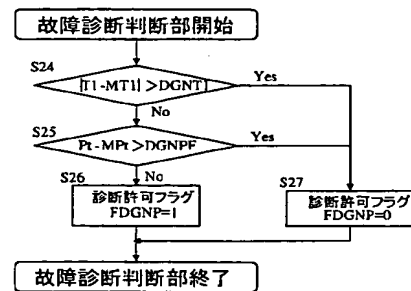 故障診断判断部開始
S24
|T1-MT1|>DGNT
Yes
No
S25
Pt-MPt>DGNPF
Yes
No
S26
診断許可フラグ
FDGNP=1
S27
診断許可フラグ
FDGNP=0
故障診断判断部終了